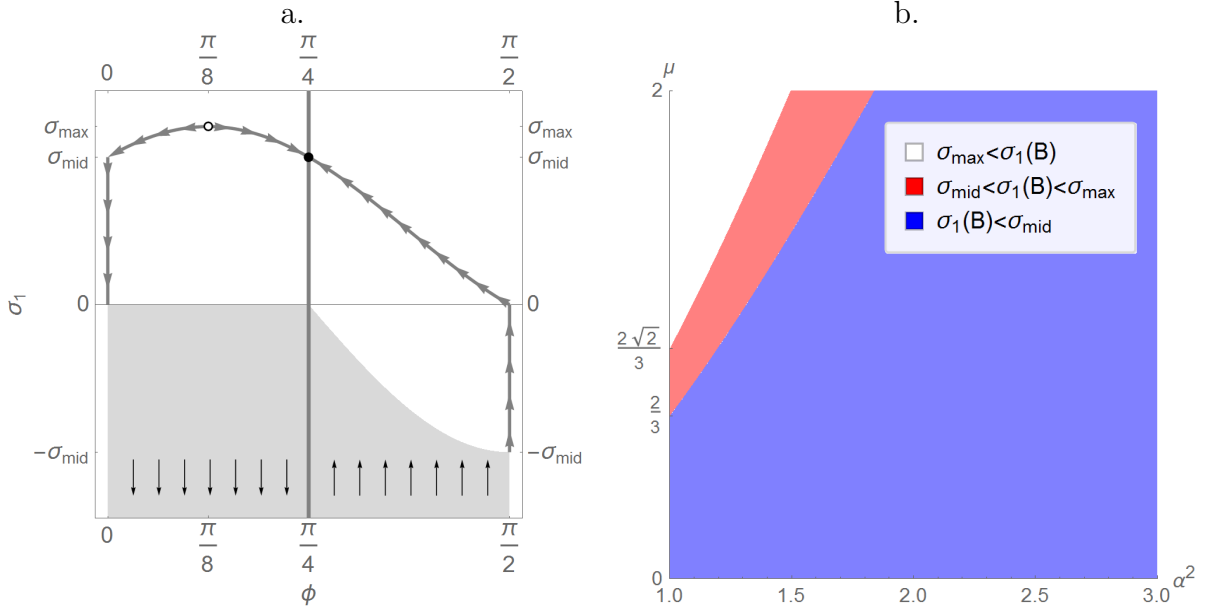 a.
0 π/8 π/4 π/2
σmax σmax
σmid σmid
σ1 0 0
−σmid −σmid
0 π/8 π/4 π/2
ϕ
b.
μ
2
2√2/3
2/3
0
1.0 1.5 2.0 2.5 3.0 α²
σmax<σ1(B)
σmid<σ1(B)<σmax
σ1(B)<σmid